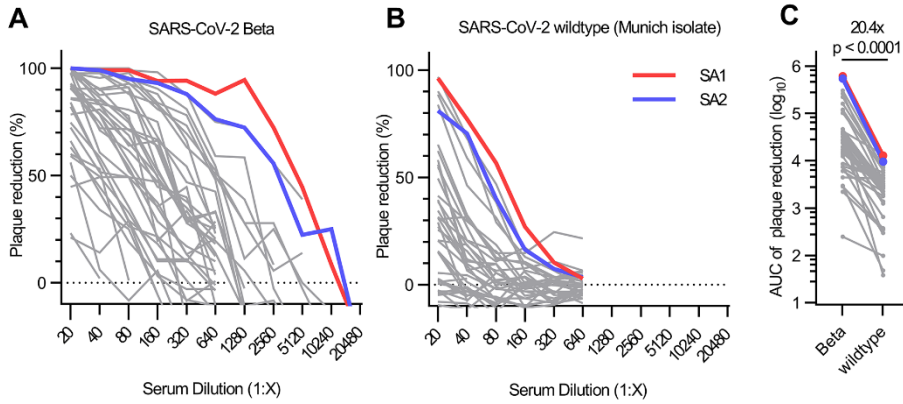 A
SARS-CoV-2 Beta
Plaque reduction (%)
100
50
0
20
40
80
160
320
640
1280
2560
5120
10240
20480
Serum Dilution (1:X)
B
SARS-CoV-2 wildtype (Munich isolate)
SA1
SA2
Plaque reduction (%)
100
50
0
20
40
80
160
320
640
1280
2560
5120
10240
20480
Serum Dilution (1:X)
C
20.4x
p < 0.0001
AUC of plaque reduction (log10)
6
5
4
3
2
1
Beta
wildtype